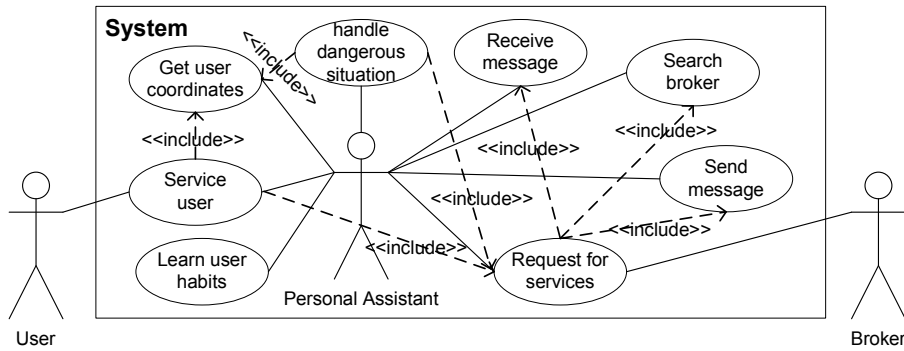 System
handle
dangerous
situation
Receive
message
Search
broker
Get user
coordinates
<<include>>
<<include>>
<<include>>
<<include>>
Send
message
Service
user
<<include>>
<<include>>
<<include>>
Learn user
habits
Request for
services
Personal Assistant
User
Broker